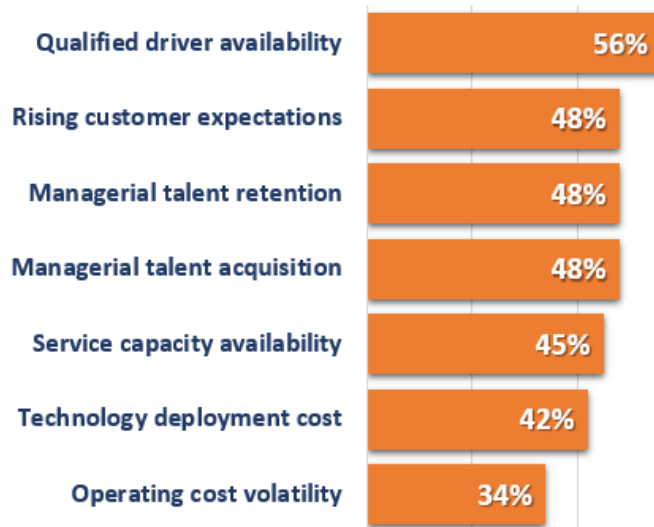 Qualified driver availability 56%
Rising customer expectations 48%
Managerial talent retention 48%
Managerial talent acquisition 48%
Service capacity availability 45%
Technology deployment cost 42%
Operating cost volatility 34%